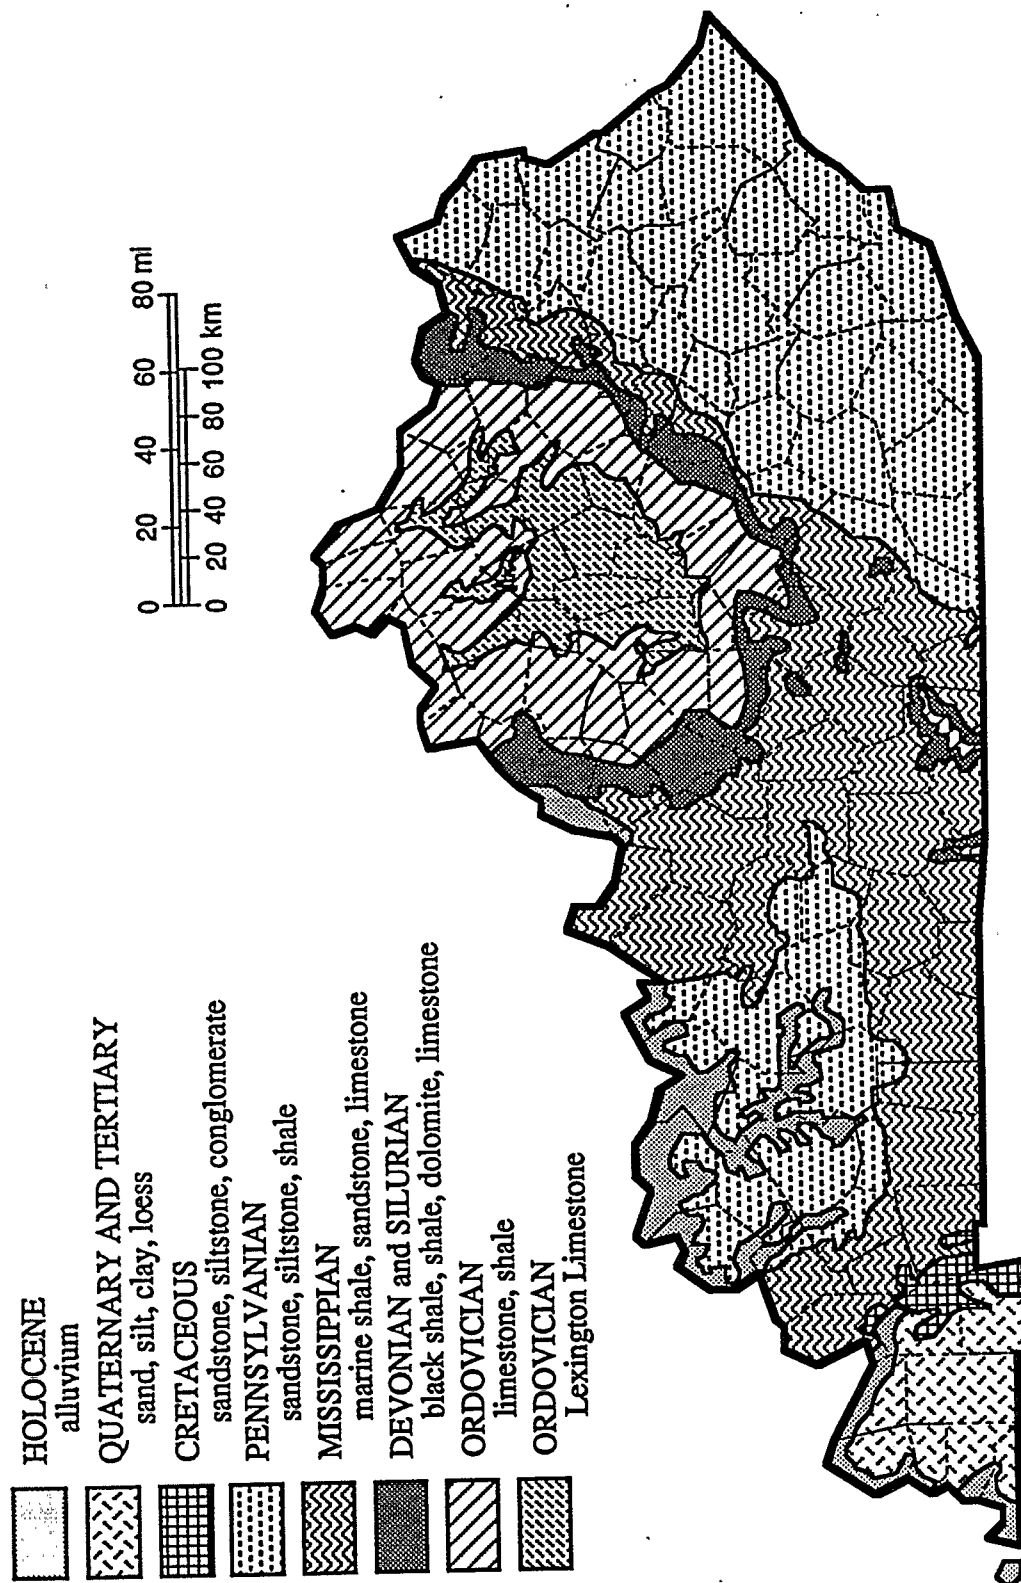 HOLOCENE
alluvium
QUATERNARY AND TERTIARY
sand, silt, clay, loess
CRETACEOUS
sandstone, siltstone, conglomerate
PENNSYLVANIAN
sandstone, siltstone, shale
MISSISSIPPIAN
marine shale, sandstone, limestone
DEVONIAN and SILURIAN
black shale, shale, dolomite, limestone
ORDOVICIAN
limestone, shale
ORDOVICIAN
Lexington Limestone
0 20 40 60 80 mi
0 20 40 60 80 100 km